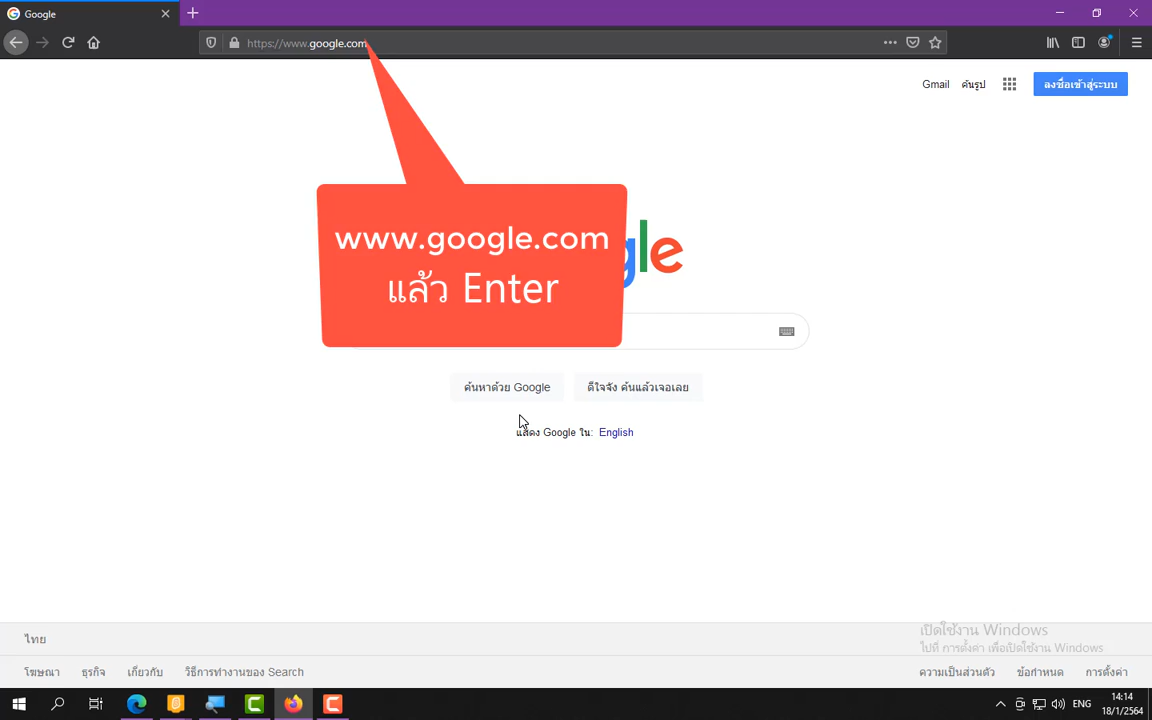 Google
https://www.google.com
Gmail ค้นรูป ลงชื่อเข้าสู่ระบบ
www.google.com
แล้ว Enter
gle
ค้นหาด้วย Google ดีใจจัง ค้นแล้วเจอเลย
แสดง Google ใน: English
เปิดใช้งาน Windows
ไปที่ การตั้งค่า เพื่อเปิดใช้งาน Windows
ไทย
โฆษณา ธุรกิจ เกี่ยวกับ วิธีการทำงานของ Search ความเป็นส่วนตัว ข้อกำหนด การตั้งค่า
ENG 14:14
18/1/2564